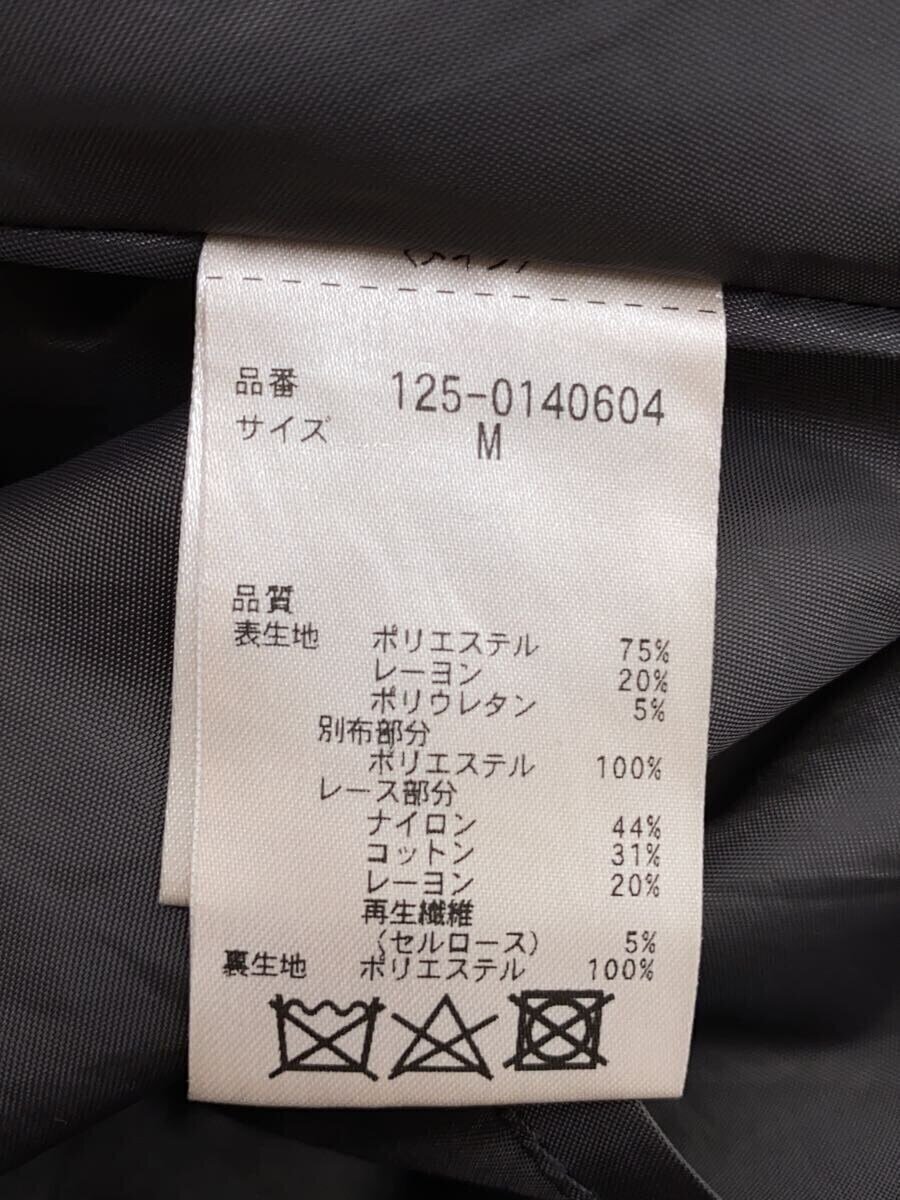 品番 125-0140604
サイズ M
品質
表生地 ポリエステル 75%
レーヨン 20%
ポリウレタン 5%
別布部分
ポリエステル 100%
レース部分
ナイロン 44%
コットン 31%
レーヨン 20%
再生繊維
(セルロース) 5%
裏生地 ポリエステル 100%